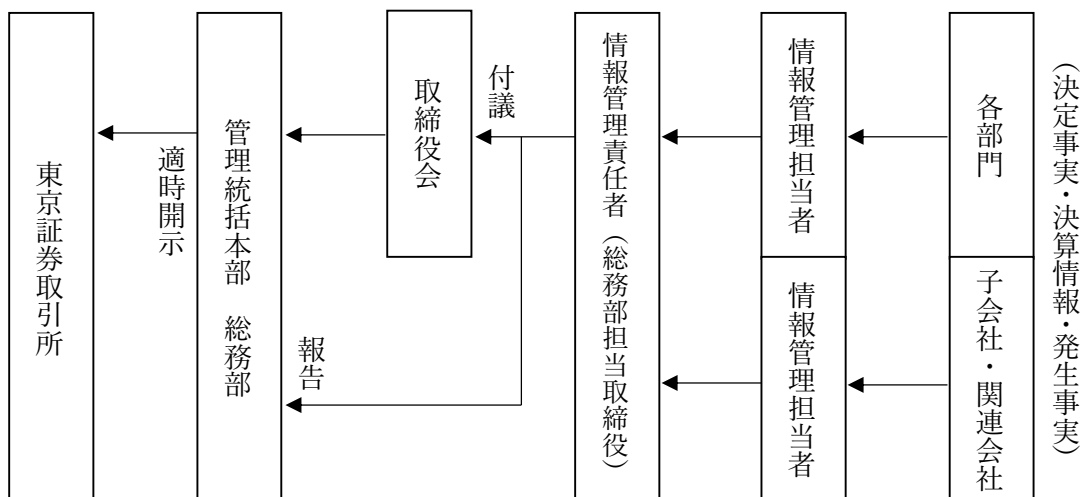 (決定事実・決算情報・発生事実)
各部門
子会社・関連会社
情報管理担当者
情報管理担当者
情報管理責任者(総務部担当取締役)
付議
取締役会
報告
管理統括本部 総務部
適時開示
東京証券取引所